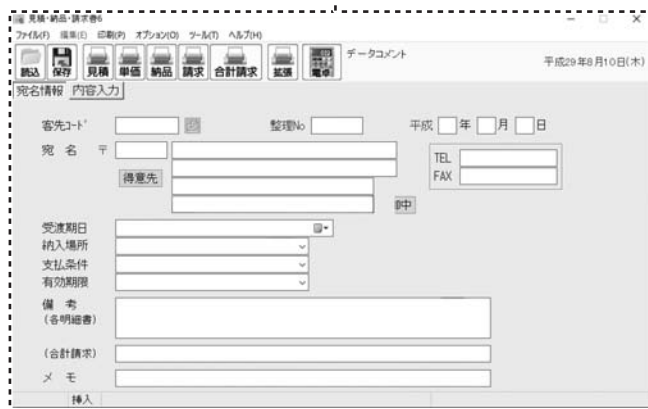 見積・納品・請求書6
ファイル(F) 編集(E) 印刷(P) オプション(O) ツール(T) ヘルプ(H)
読込 保存 見積 単価 納品 請求 合計請求 拡張 電卓 データコメント 平成29年8月10日(木)
宛名情報 内容入力
客先コード 整理No 平成 年 月 日
宛 名 〒
TEL
得意先 FAX
御中
受渡期日
納入場所
支払条件
有効期限
備 考
(各明細書)
(合計請求)
メ モ
挿入